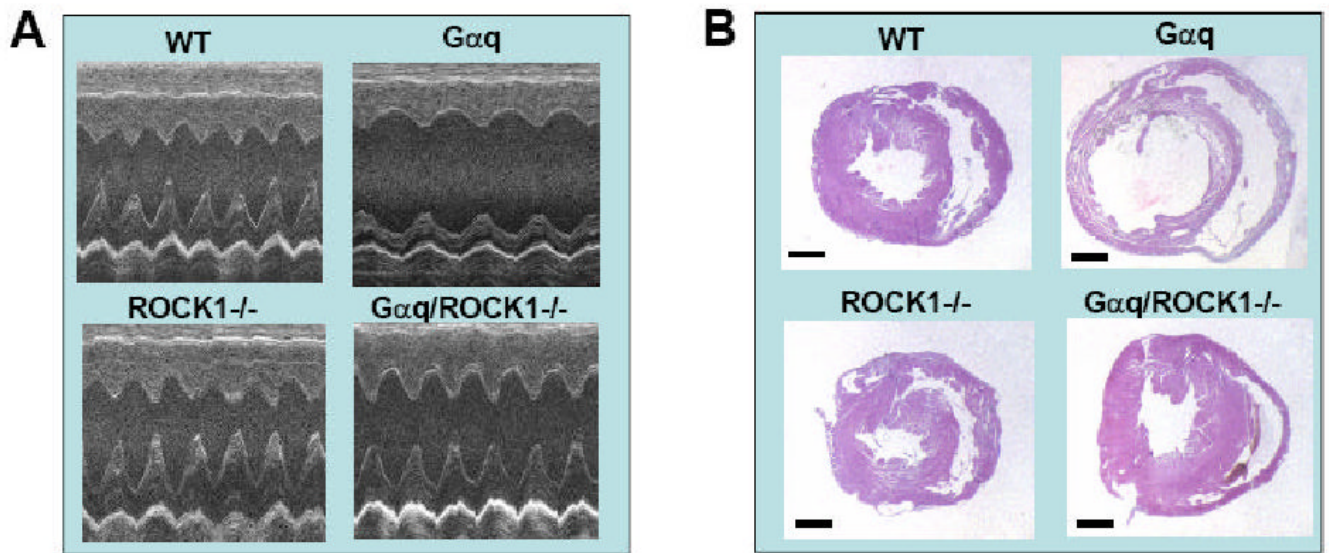 A
WT
Gαq
ROCK1-/-
Gαq/ROCK1-/-
B
WT
Gαq
ROCK1-/-
Gαq/ROCK1-/-